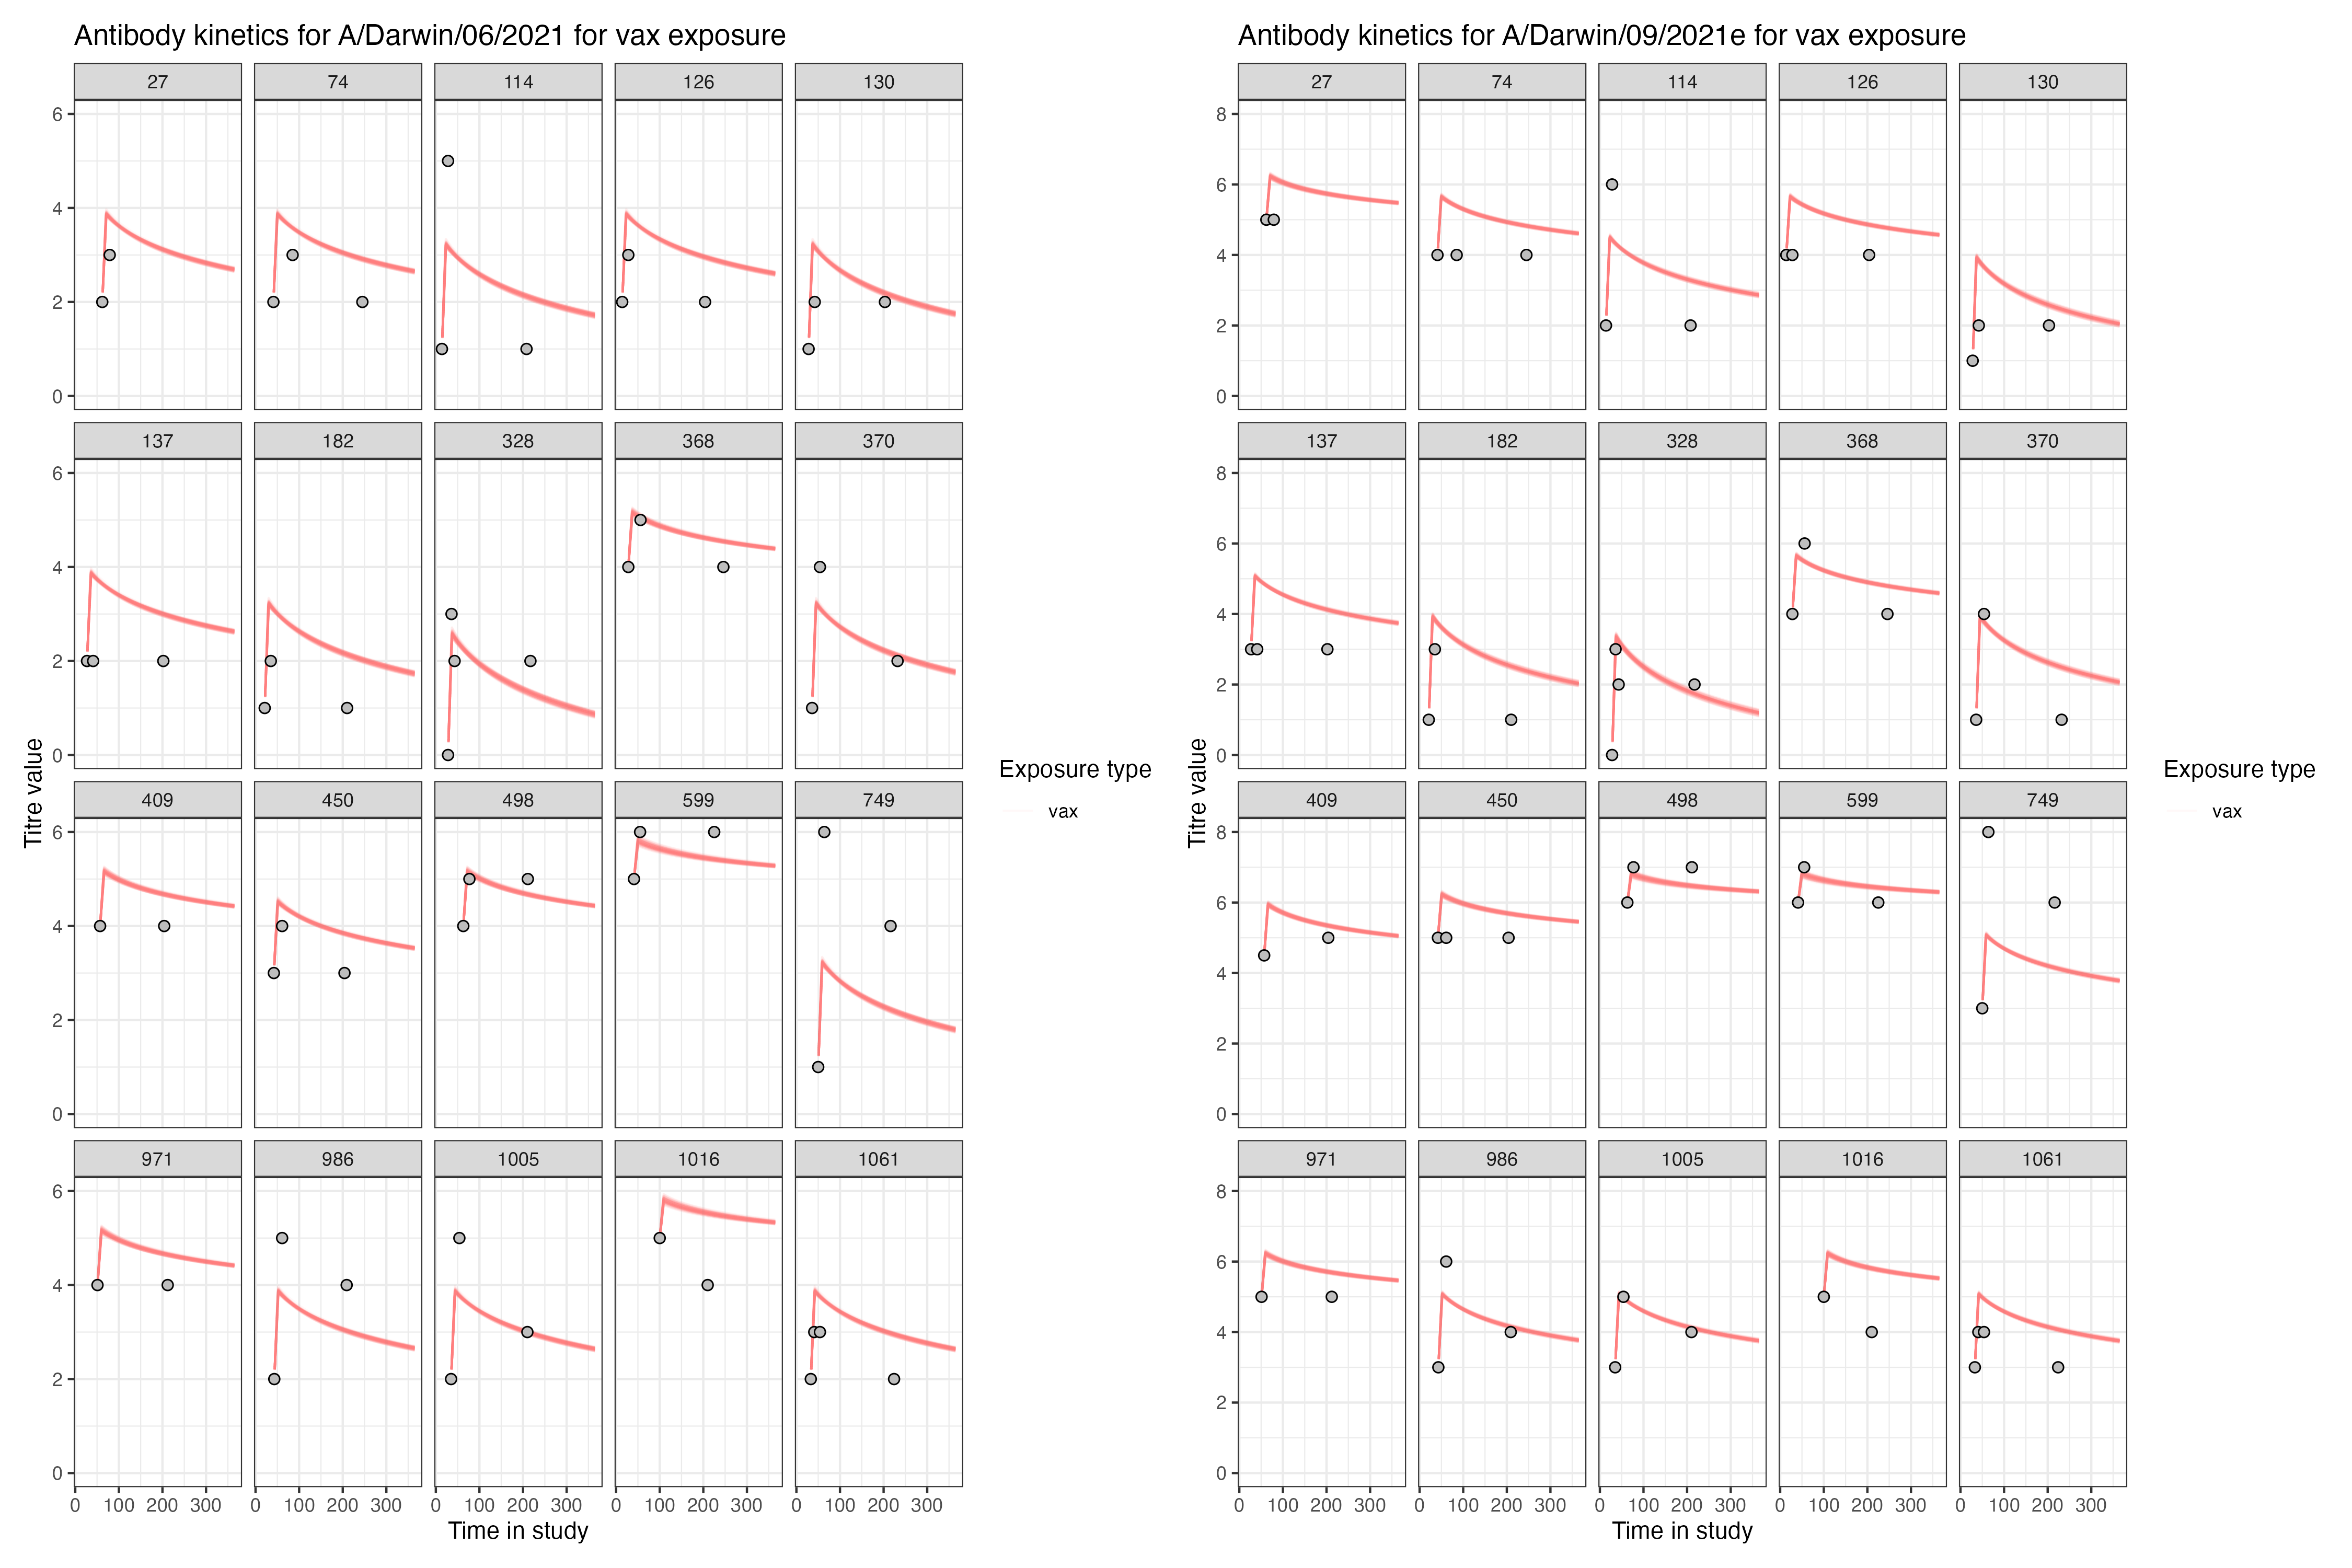 Antibody kinetics for A/Darwin/06/2021 for vax exposure
27 74 114 126 130
6
4
2
0
137 182 328 368 370
6
4
2
0
409 450 498 599 749
6
4
2
0
971 986 1005 1016 1061
6
4
2
0
0 100 200 300 0 100 200 300 0 100 200 300 0 100 200 300 0 100 200 300
Time in study
Titre value
Exposure type
vax
Antibody kinetics for A/Darwin/09/2021e for vax exposure
27 74 114 126 130
8
6
4
2
0
137 182 328 368 370
8
6
4
2
0
409 450 498 599 749
8
6
4
2
0
971 986 1005 1016 1061
8
6
4
2
0
0 100 200 300 0 100 200 300 0 100 200 300 0 100 200 300 0 100 200 300
Time in study
Titre value
Exposure type
vax